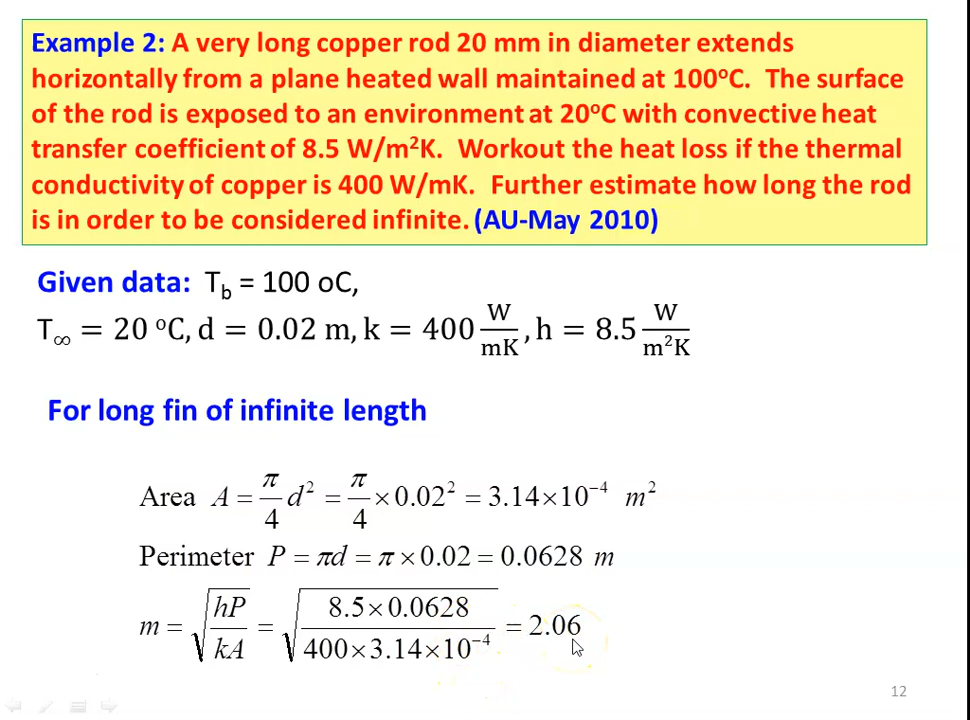 Example 2: A very long copper rod 20 mm in diameter extends
horizontally from a plane heated wall maintained at 100°C. The surface
of the rod is exposed to an environment at 20°C with convective heat
transfer coefficient of 8.5 W/m²K. Workout the heat loss if the thermal
conductivity of copper is 400 W/mK. Further estimate how long the rod
is in order to be considered infinite. (AU-May 2010)
Given data: T_b = 100 oC,
T_∞ = 20 °C, d = 0.02 m, k = 400 W/mK, h = 8.5 W/m²K
For long fin of infinite length
Area A = π/4 d² = π/4 × 0.02² = 3.14×10⁻⁴ m²
Perimeter P = πd = π × 0.02 = 0.0628 m
m = √(hP/kA) = √(8.5×0.0628/400×3.14×10⁻⁴) = 2.06
12